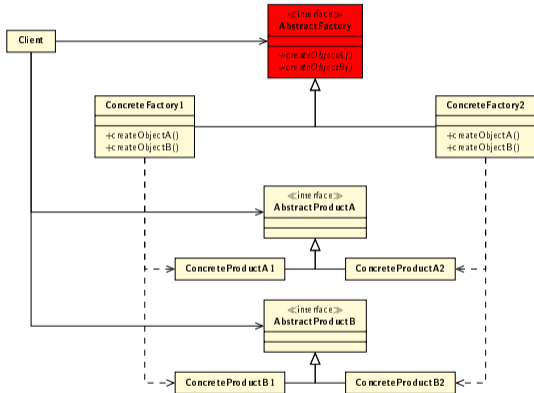 ≪interface≫
AbstractFactory
+createObjectA()
+createObjectB()
Client
ConcreteFactory1
+createObjectA()
+createObjectB()
ConcreteFactory2
+createObjectA()
+createObjectB()
≪interface≫
AbstractProductA
ConcreteProductA1
ConcreteProductA2
≪interface≫
AbstractProductB
ConcreteProductB1
ConcreteProductB2